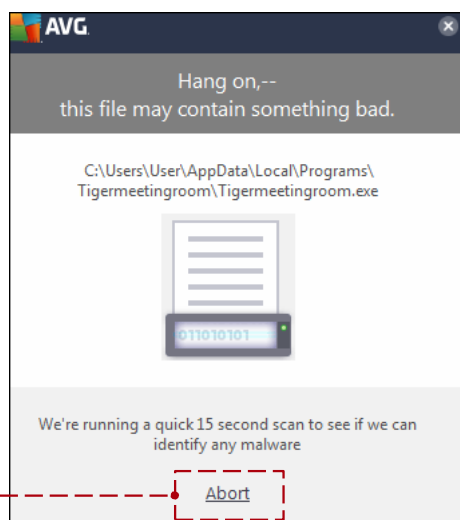 AVG.
Hang on,--
this file may contain something bad.
C:\Users\User\AppData\Local\Programs\
Tigermeetingroom\Tigermeetingroom.exe
011010101
We're running a quick 15 second scan to see if we can
identify any malware
Abort